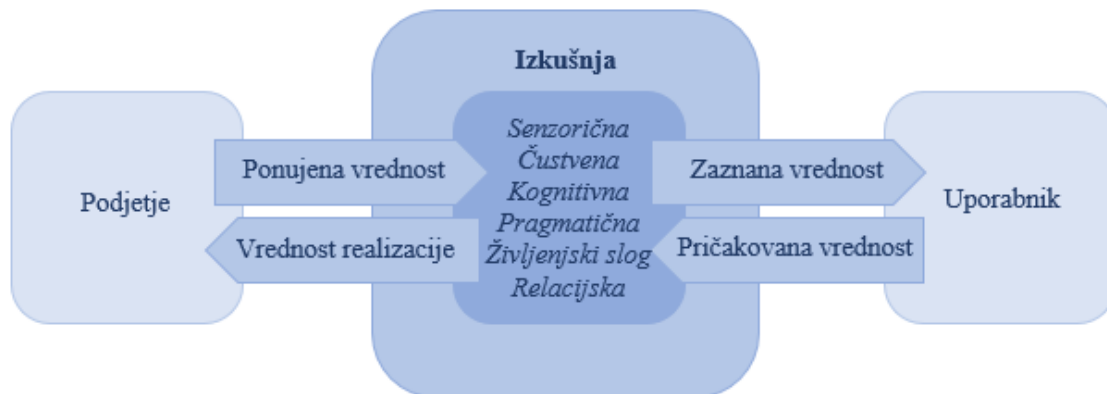 Izkušnja
Podjetje
Ponujena vrednost
Vrednost realizacije
Senzorična
Čustvena
Kognitivna
Pragmatična
Življenjski slog
Relacijska
Zaznana vrednost
Pričakovana vrednost
Uporabnik